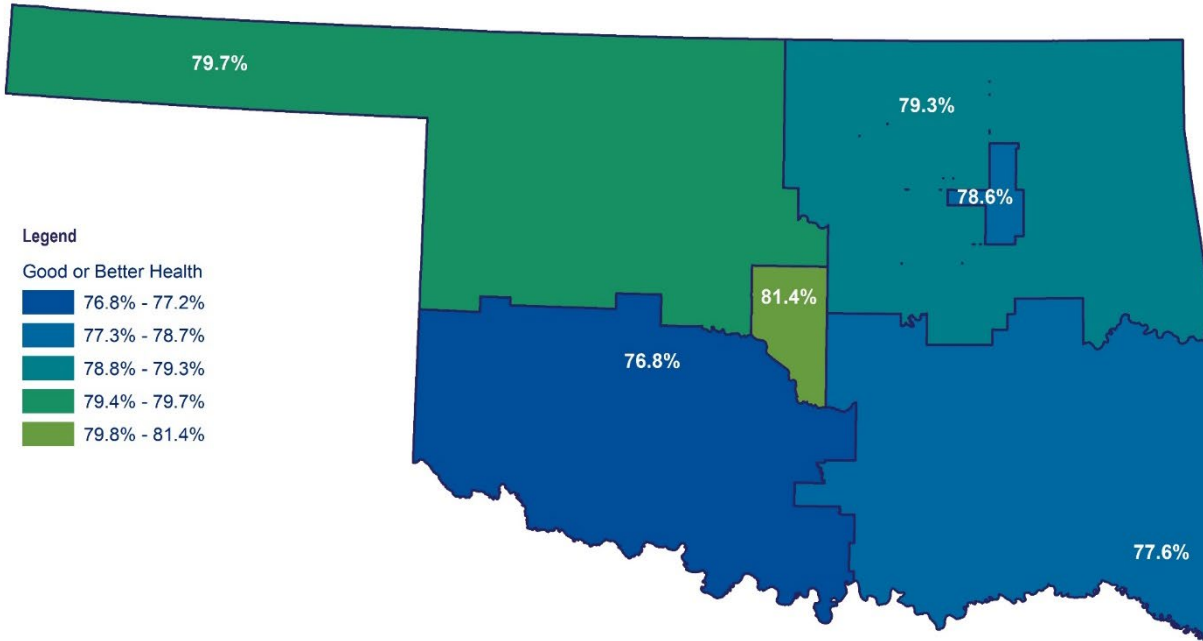 79.7%
79.3%
78.6%
81.4%
76.8%
77.6%
Legend
Good or Better Health
76.8% - 77.2%
77.3% - 78.7%
78.8% - 79.3%
79.4% - 79.7%
79.8% - 81.4%